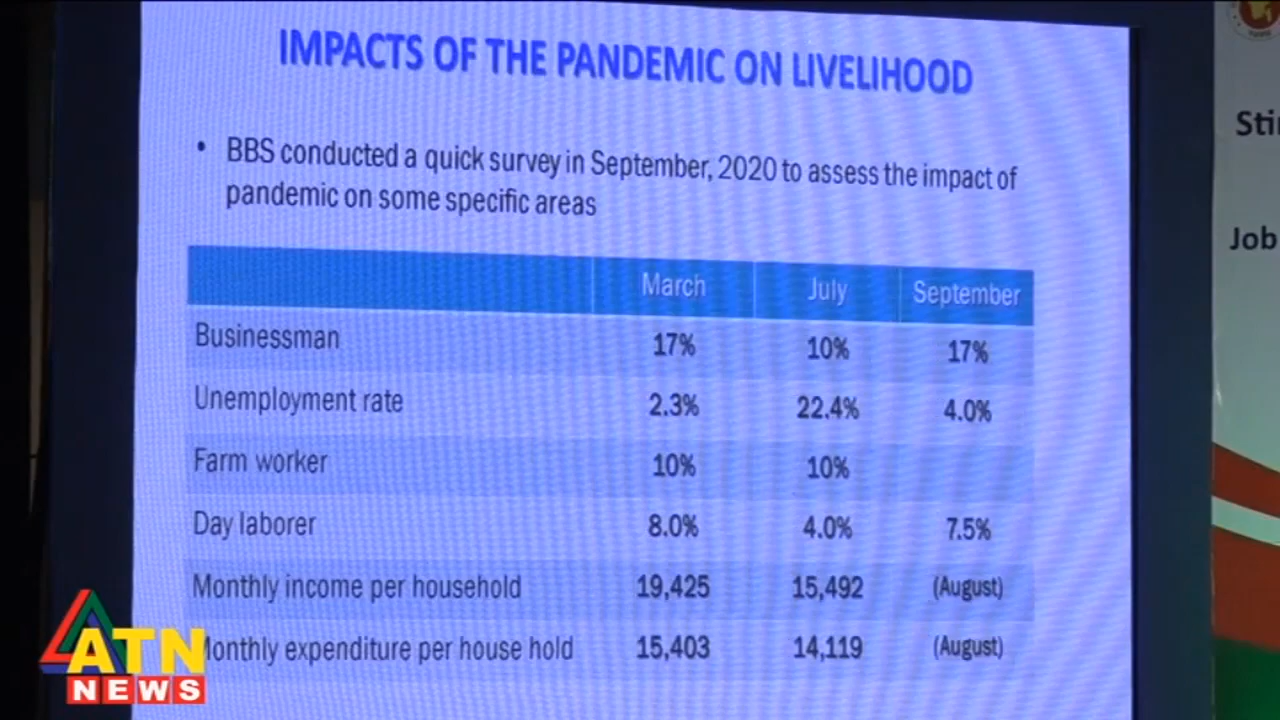 IMPACTS OF THE PANDEMIC ON LIVELIHOOD
• BBS conducted a quick survey in September, 2020 to assess the impact of
pandemic on some specific areas
March July September
Businessman 17% 10% 17%
Unemployment rate 2.3% 22.4% 4.0%
Farm worker 10% 10%
Day laborer 8.0% 4.0% 7.5%
Monthly income per household 19,425 15,492 (August)
Monthly expenditure per house hold 15,403 14,119 (August)
Sti
Job
ATN
NEWS